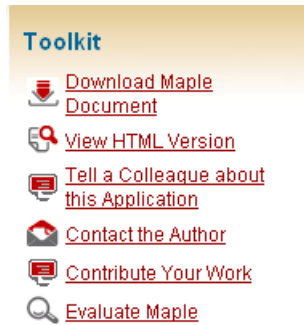 Toolkit
Download Maple
Document
View HTML Version
Tell a Colleague about
this Application
Contact the Author
Contribute Your Work
Evaluate Maple